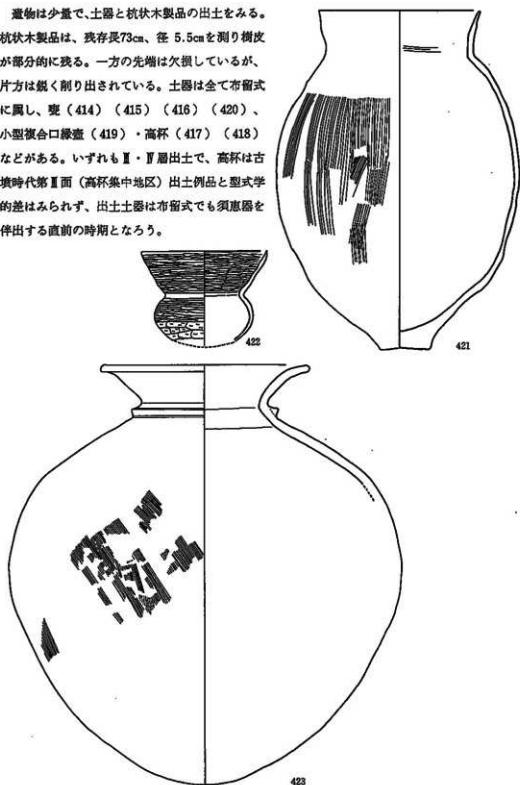 遺物は少量で、土器と杭状木製品の出土をみる。
杭状木製品は、残存長73㎝、径 5.5㎝を測り樹皮
が部分的に残る。一方の先端は欠損しているが、
片方は鋭く削り出されている。土器は全て布留式
に属し、甕（414）（415）（416）（420）、
小型複合口縁壺（419）・高杯（417）（418）
などがある。いずれもⅢ・Ⅳ層出土で、高杯は古
墳時代第Ⅱ面（高杯集中地区）出土例品と型式学
的差はみられず、出土土器は布留式でも須恵器を
伴出する直前の時期となろう。
422
421
423